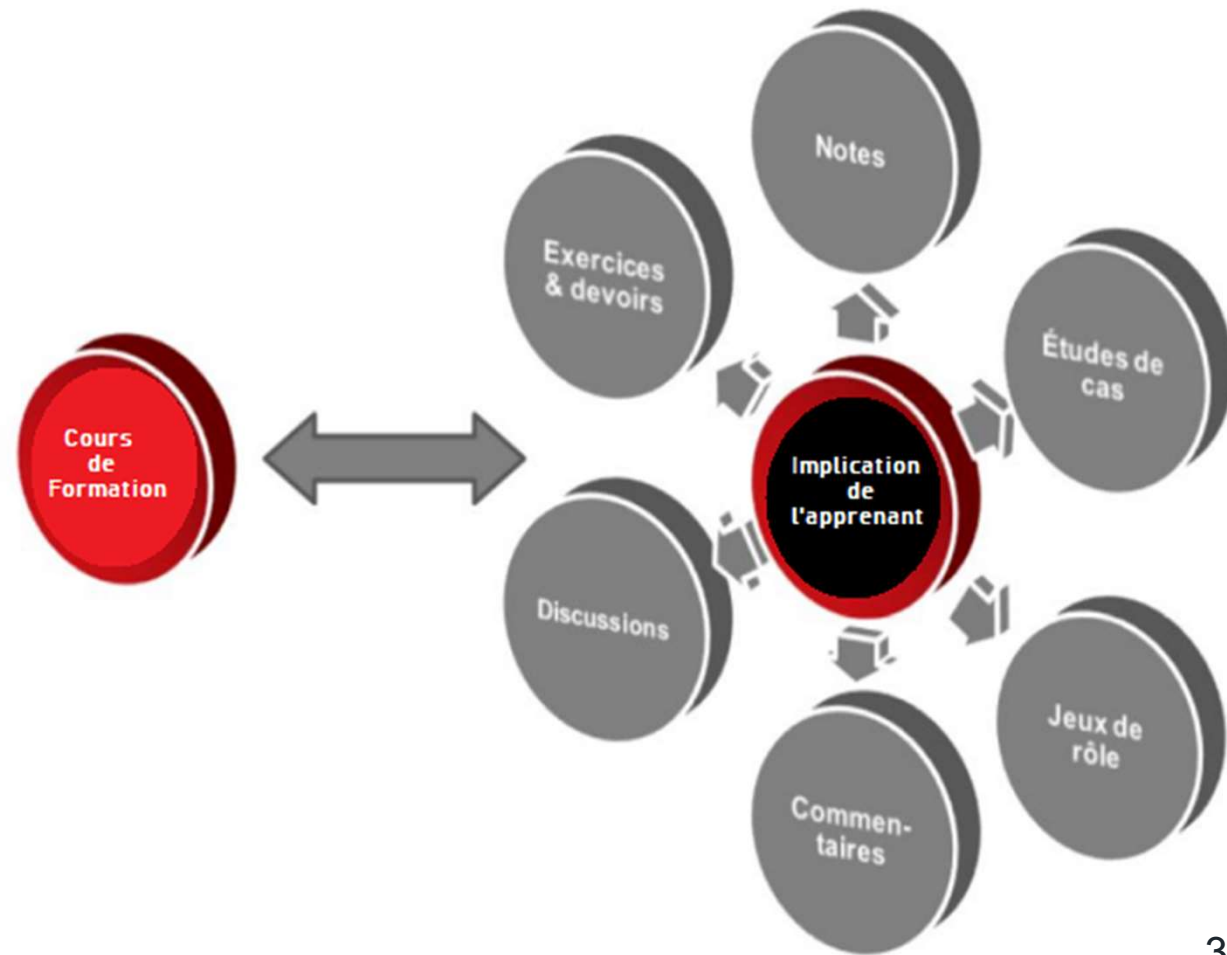 Notes
Exercices
& devoirs
Études de
cas
Cours
de
Formation
Implication
de
l'apprenant
Discussions
Jeux de
rôle
Commen-
taires
3